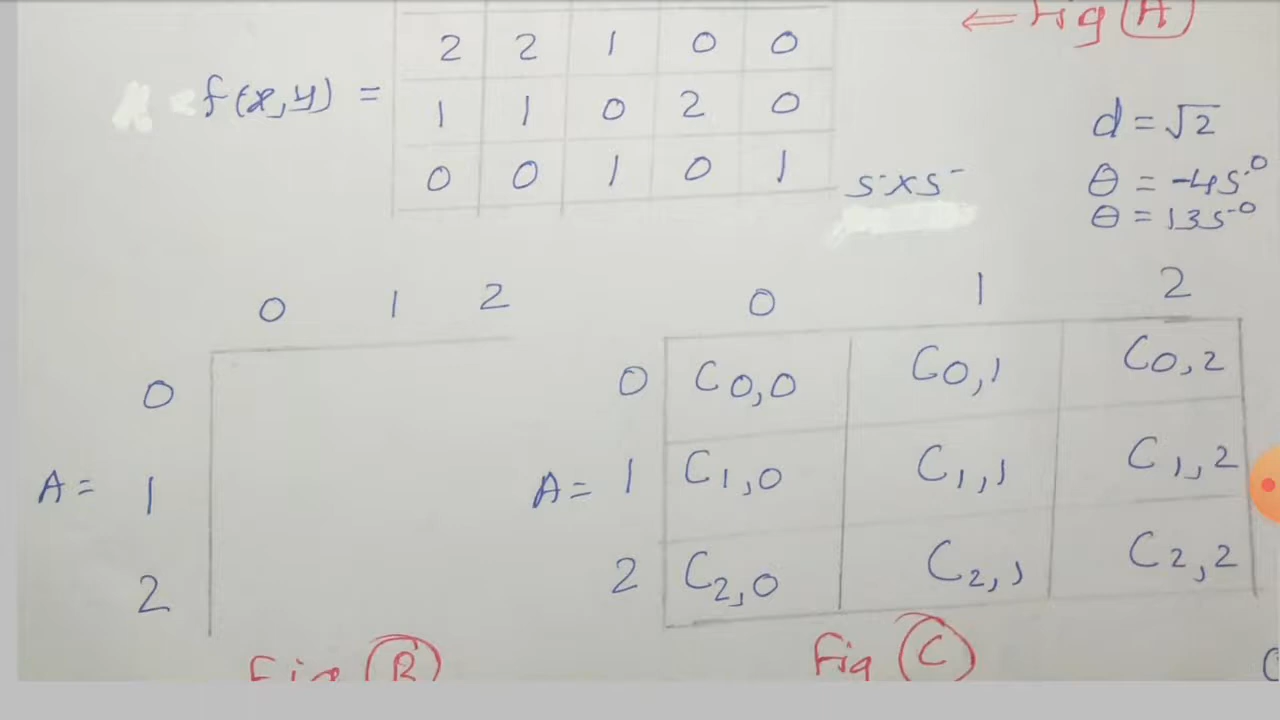 ← Fig (A)
2 2 1 0 0
f(x,y) = 1 1 0 2 0
0 0 1 0 1
5×5
d = √2
θ = -45°
θ = 135°
0 1 2
0
A = 1
2
Fig (B)
0 1 2
0 C0,0 C0,1 C0,2
A = 1 C1,0 C1,1 C1,2
2 C2,0 C2,1 C2,2
Fig (C)